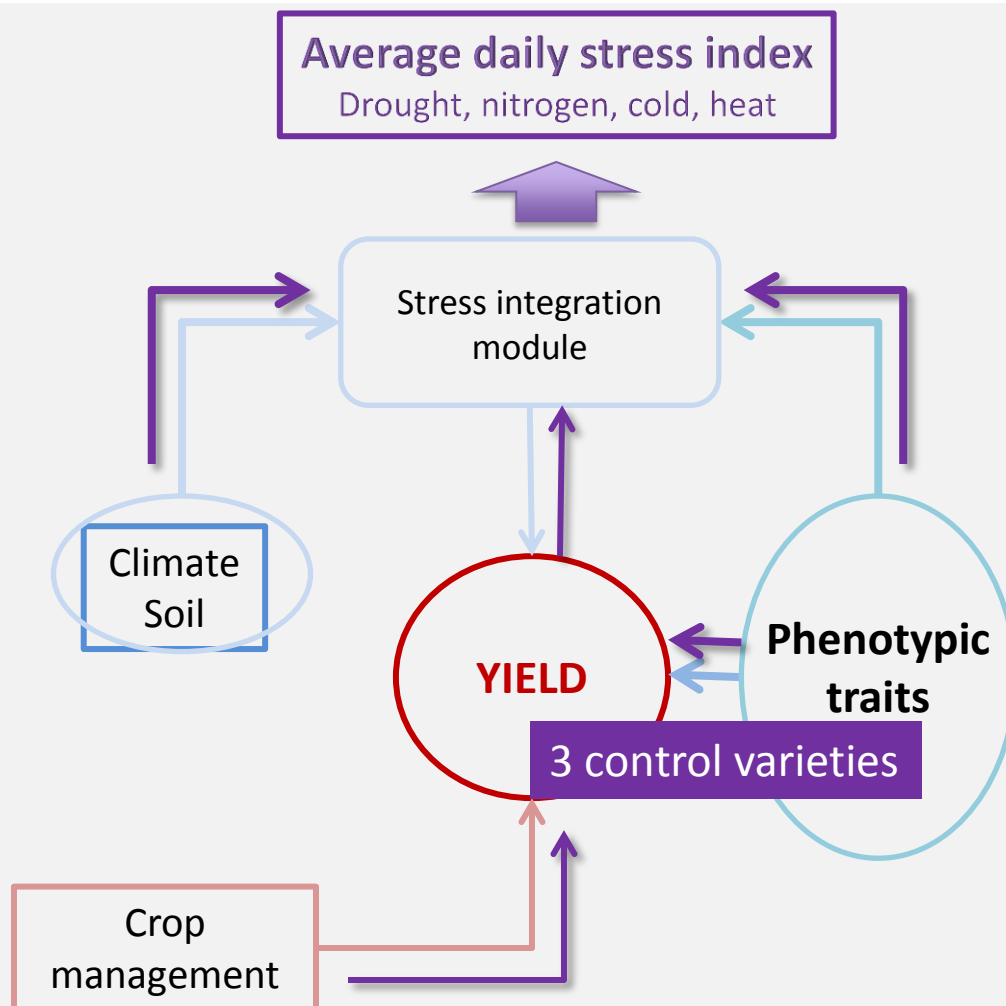 Average daily stress index
Drought, nitrogen, cold, heat
Stress integration
module
Climate
Soil
YIELD
Phenotypic
traits
3 control varieties
Crop
management